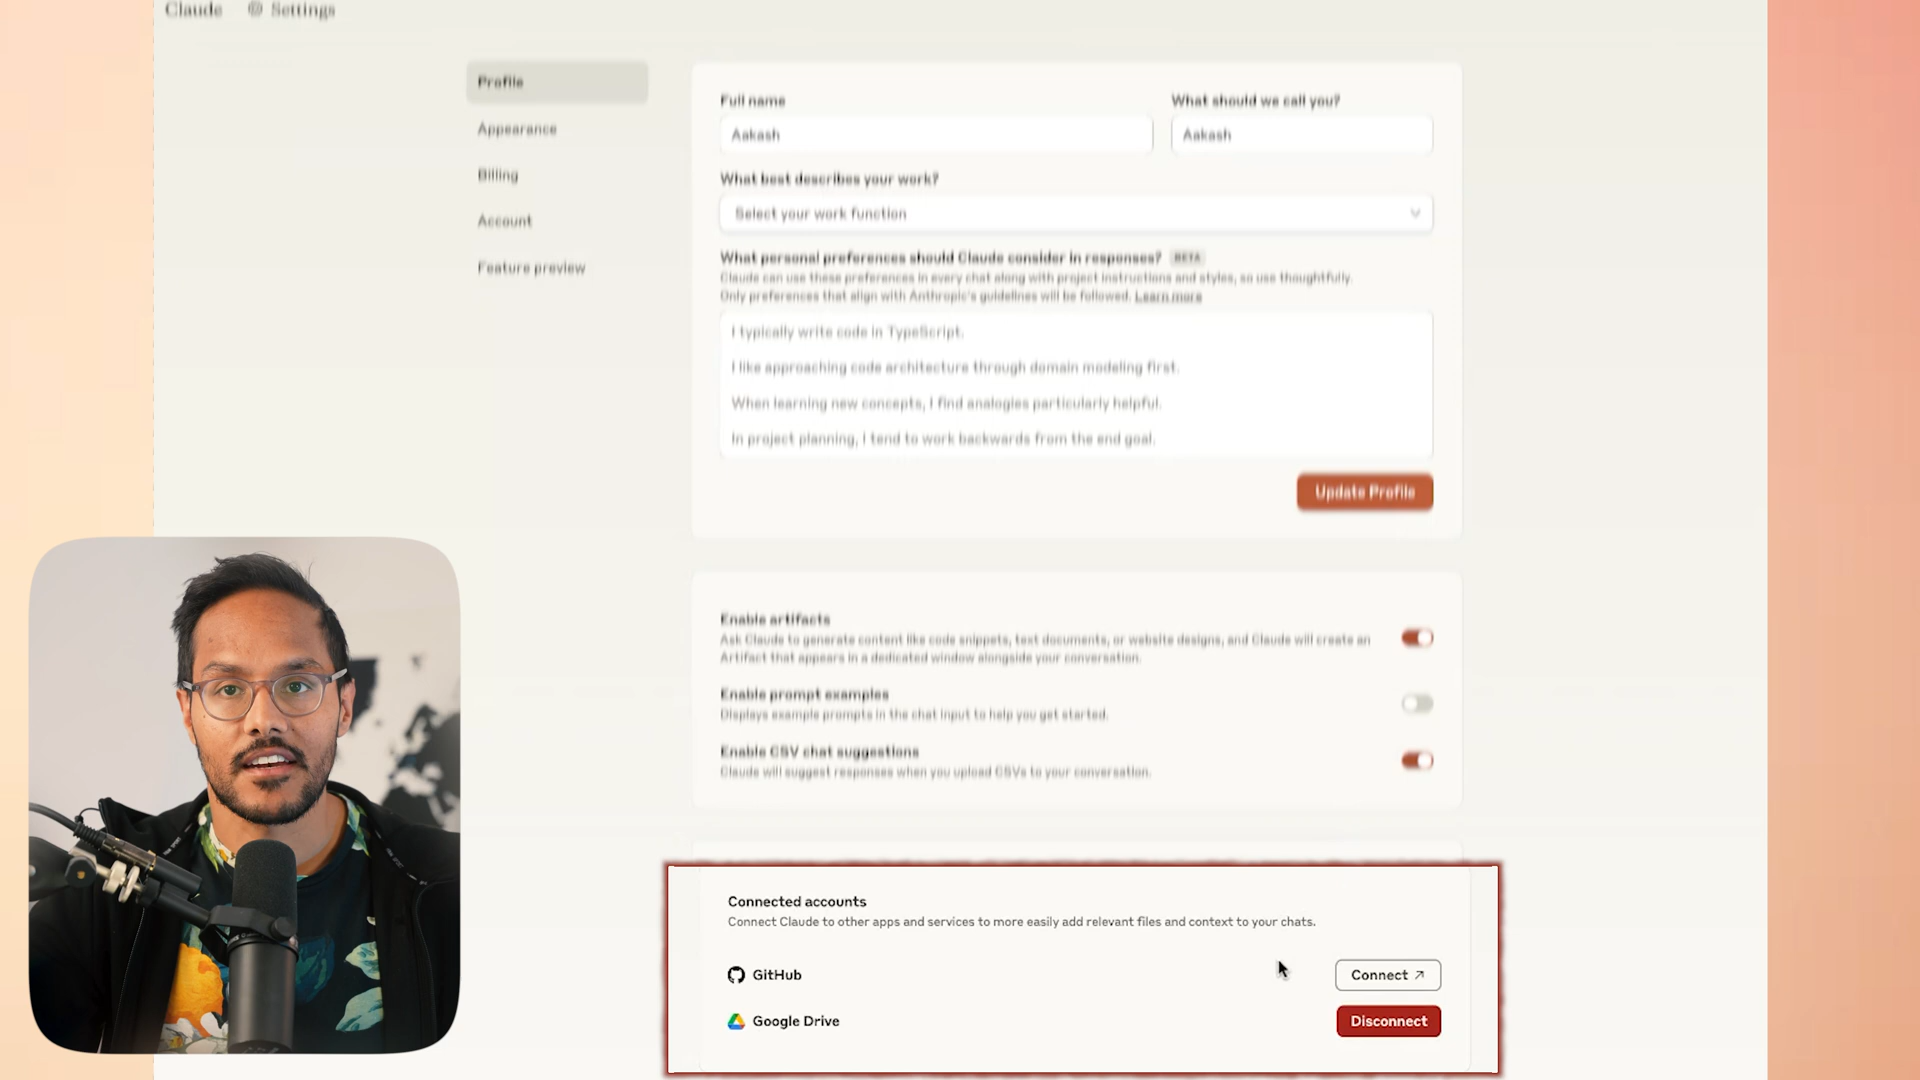 Claude Settings
Profile
Appearance
Billing
Account
Feature preview
Full name
What should we call you?
Aakash
Aakash
What best describes your work?
Select your work function
What personal preferences should Claude consider in responses? BETA
Claude can use these preferences in every chat along with project instructions and styles, so use thoughtfully.
Only preferences that align with Anthropic's guidelines will be followed. Learn more
I typically write code in TypeScript.
I like approaching code architecture through domain modeling first.
When learning new concepts, I find analogies particularly helpful.
In project planning, I tend to work backwards from the end goal.
Update Profile
Enable artifacts
Ask Claude to generate content like code snippets, text documents, or website designs, and Claude will create an
Artifact that appears in a dedicated window alongside your conversation.
Enable prompt examples
Displays example prompts in the chat input to help you get started.
Enable CSV chat suggestions
Claude will suggest responses when you upload CSVs to your conversation.
Connected accounts
Connect Claude to other apps and services to more easily add relevant files and context to your chats.
GitHub
Connect ↗
Google Drive
Disconnect